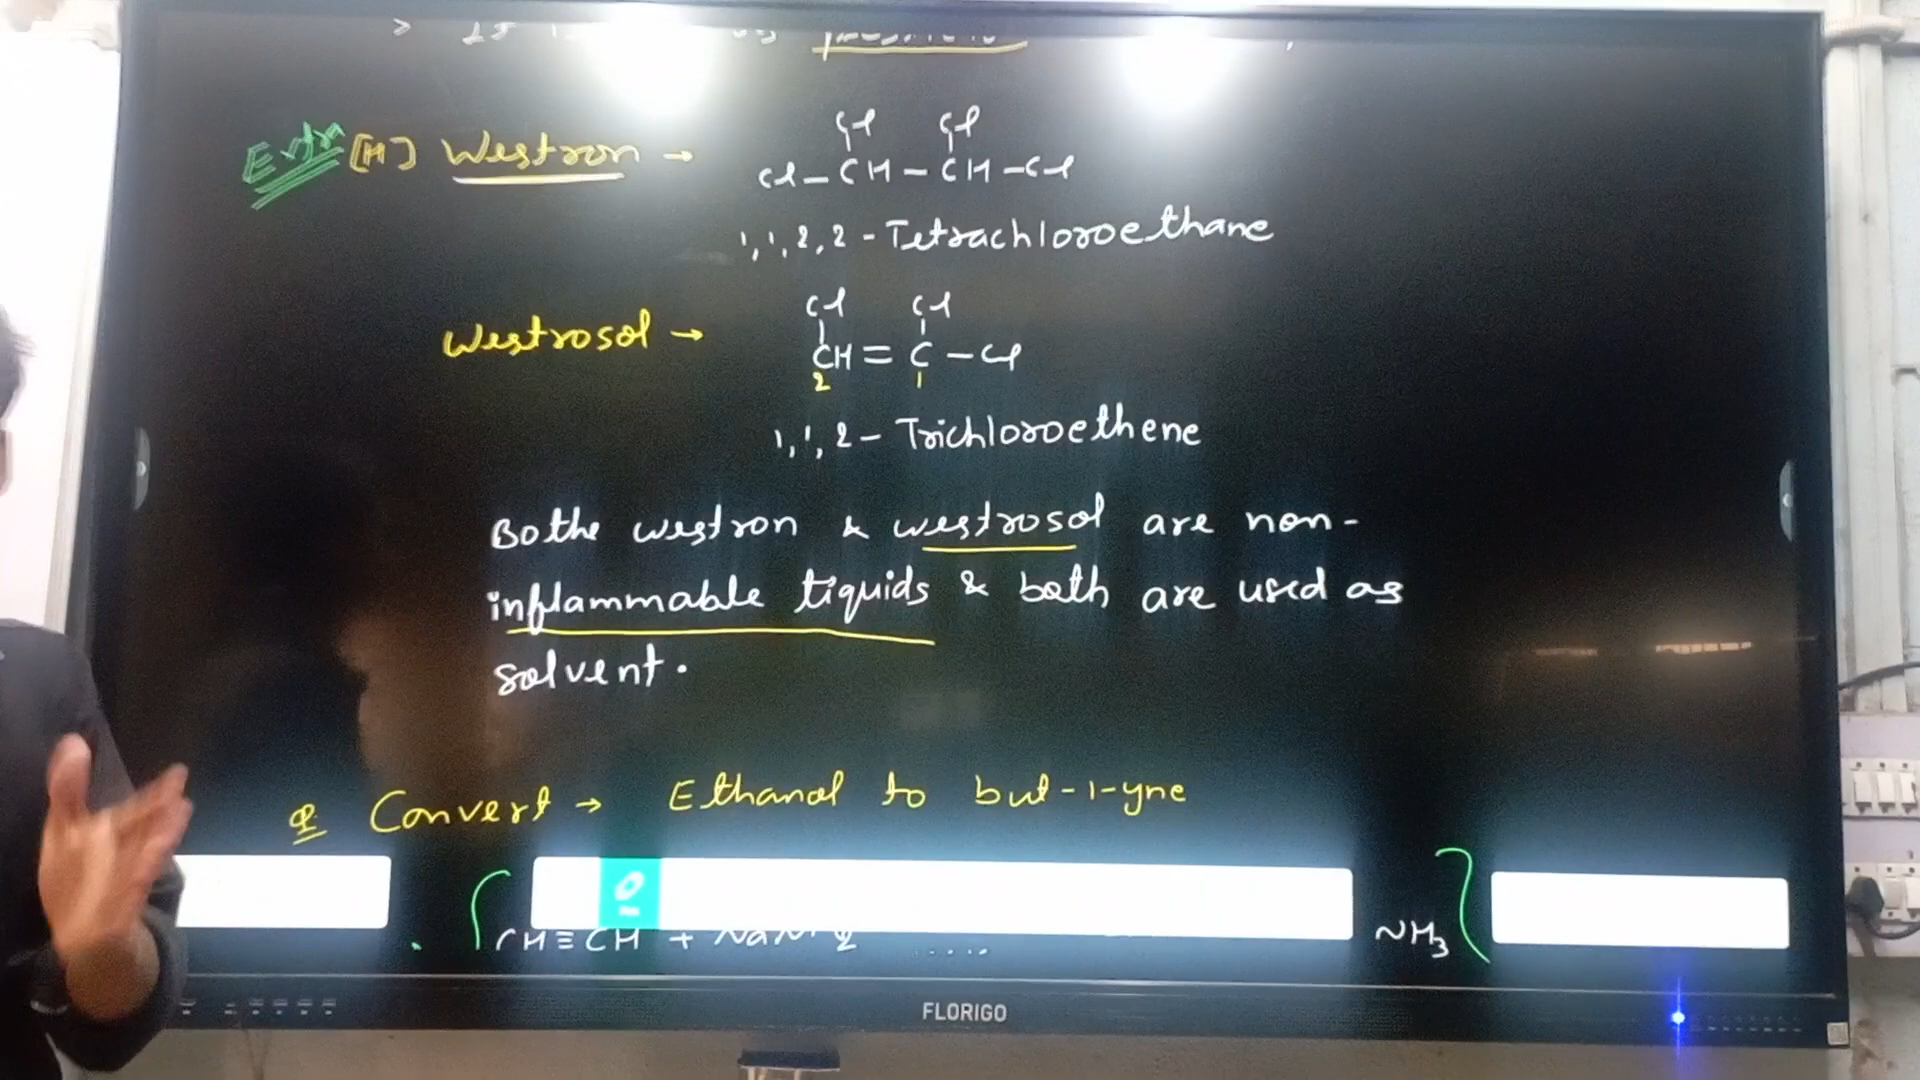 Extra [H] Westron →
Cl Cl
Cl-CH-CH-Cl
1,1,2,2-Tetrachloroethane
Westrosol →
Cl Cl
CH=C-Cl
2 1
1,1,2-Trichloroethene
Bothe westron & westrosol are non-
inflammable liquids & both are used as
solvent.
Q Convert → Ethanol to but-1-yne
CH≡CH + NaNH2 .... NH3
FLORIGO